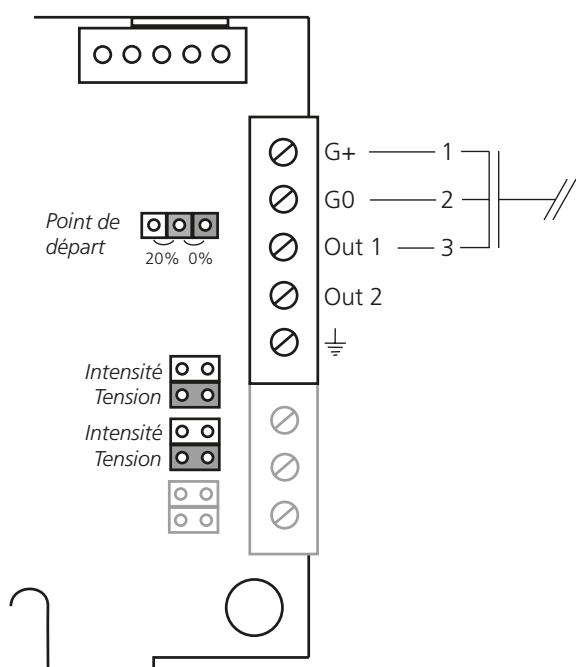 G+ 1
G0 2
Out 1 3
Out 2
Point de
départ
20% 0%
Intensité
Tension
Intensité
Tension